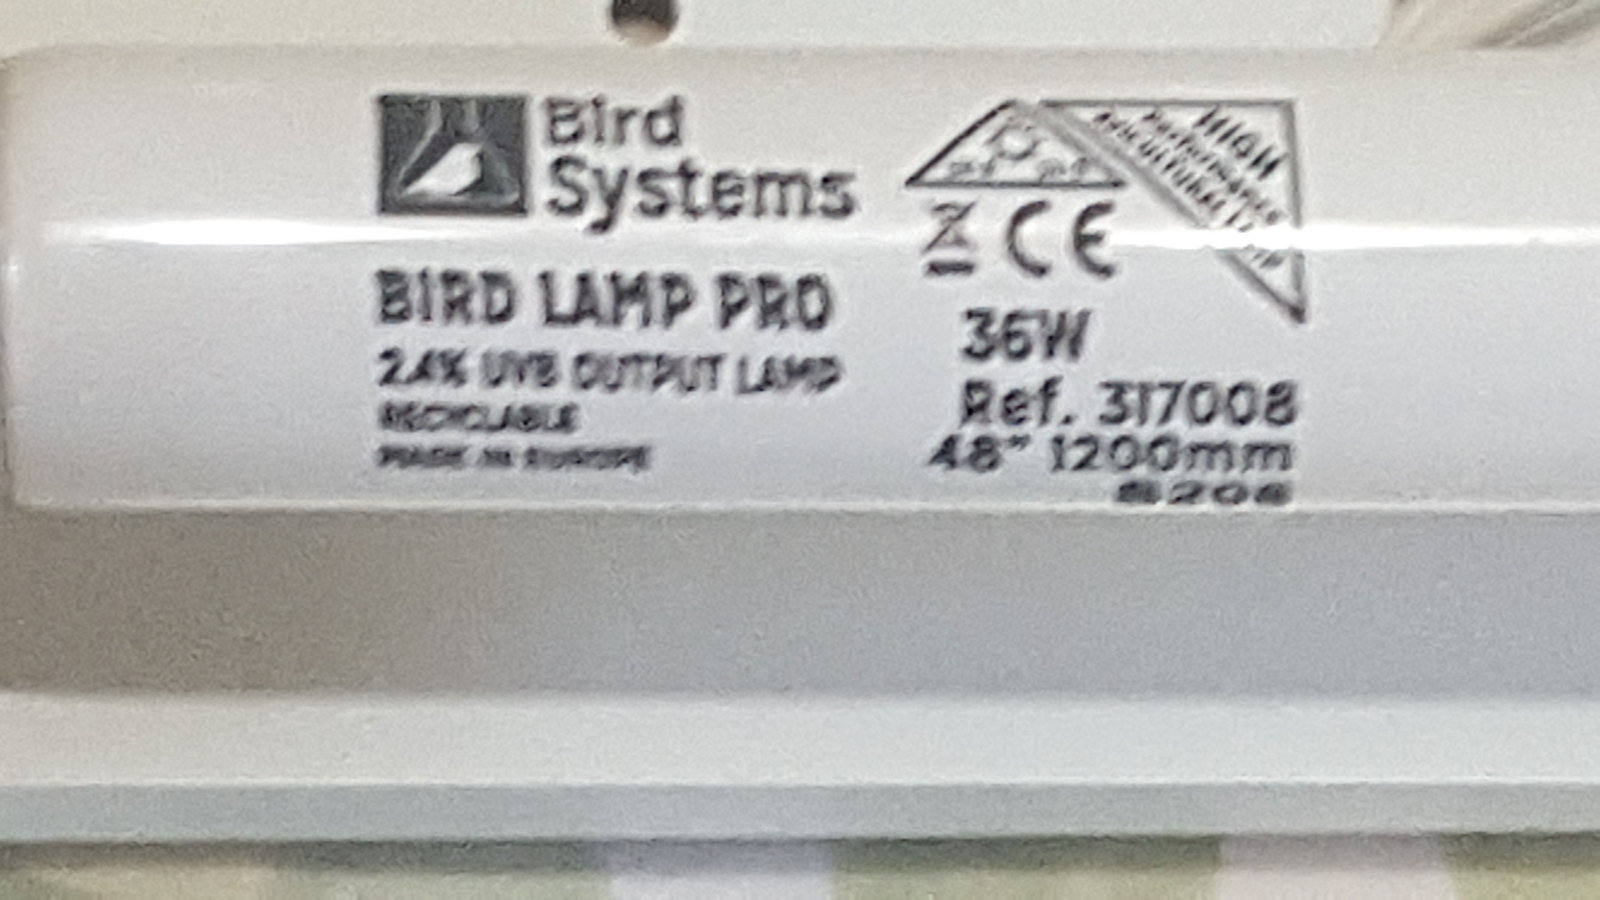 Bird
Systems
BIRD LAMP PRO
2.4% UVB OUTPUT LAMP
RECYCLABLE
MADE IN EUROPE
HIGH
Performance
CE
36W
Ref. 317008
48" 1200mm